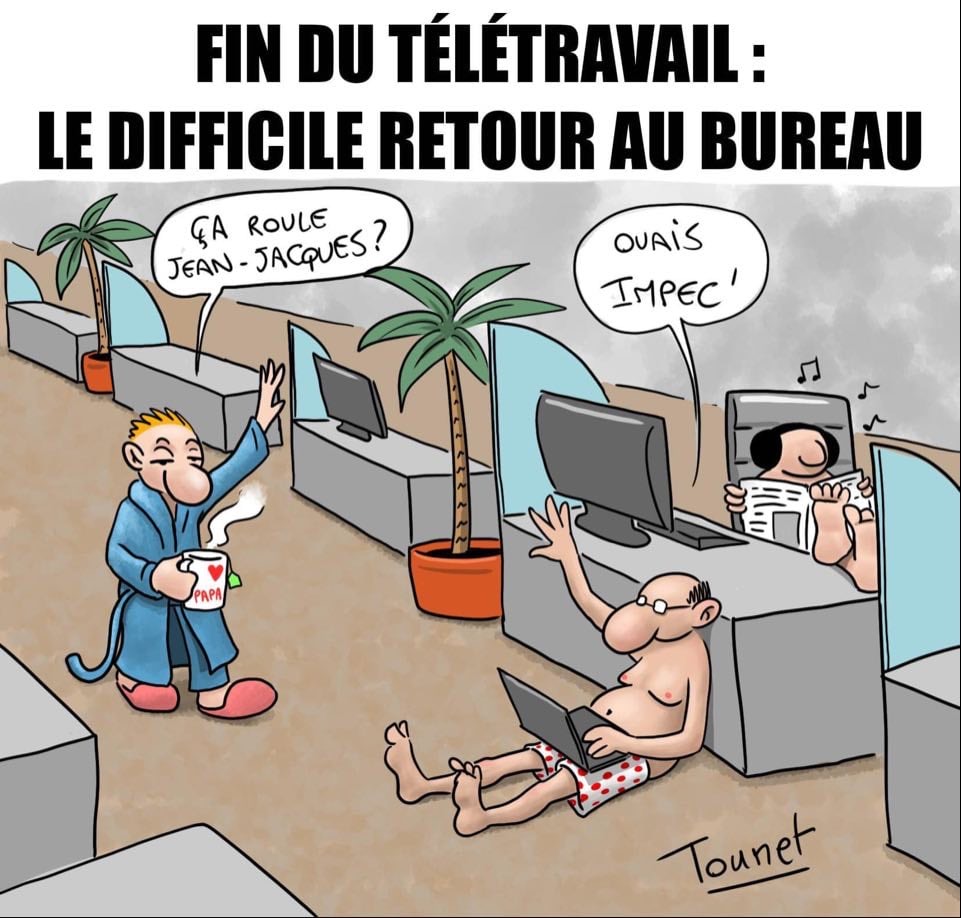 FIN DU TÉLÉTRAVAIL :
LE DIFFICILE RETOUR AU BUREAU
ÇA ROULE
JEAN-JACQUES ?
OUAIS
IMPEC'
PAPA
Tounet